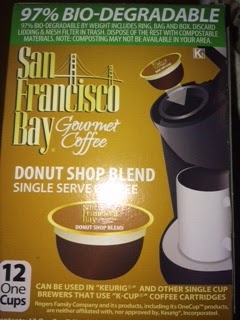 97% BIO-DEGRADABLE
97% BIO-DEGRADABLE BY WEIGHT INCLUDES RING, BAG AND BOX. DISCARD
LIDDING & MESH FILTER IN TRASH. DISPOSE OF THE REST WITH COMPOSTABLE
MATERIALS. NOTE: COMPOSTING MAY NOT BE AVAILABLE IN YOUR AREA.
San
Francisco
Bay
Gourmet
Coffee
DONUT SHOP BLEND
SINGLE SERVE
San
Francisco
Bay
DONUT SHOP BLEND
12
One
Cups
CAN BE USED IN "KEURIG®" AND OTHER SINGLE CUP
BREWERS THAT USE "K-CUP®" COFFEE CARTRIDGES
Rogers Family Company and its products, including its OneCup™ products,
are neither affiliated with, nor approved by, Keurig®, Incorporated.